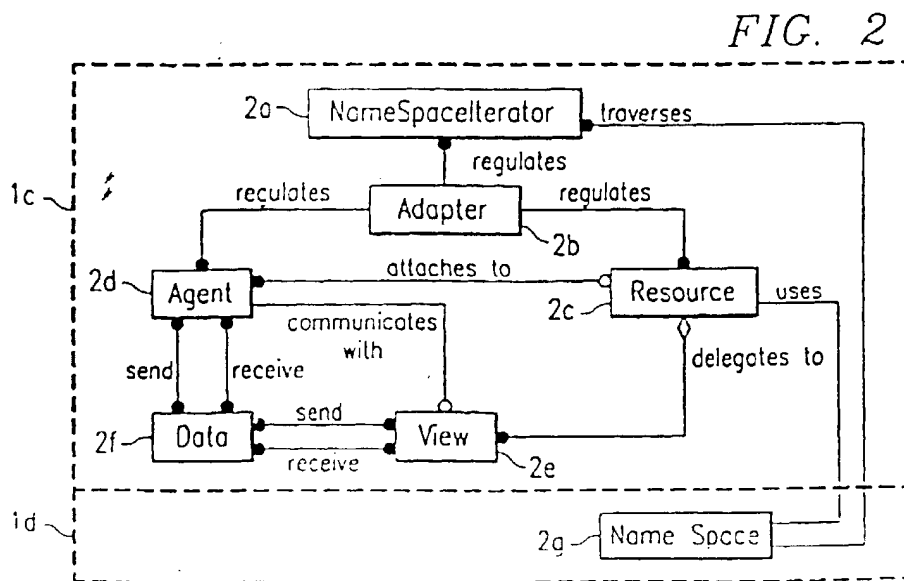 FIG. 2
2a
NameSpaceIterator
traverses
regulates
1c
reculates
Adapter
regulates
2b
attaches to
2d
Agent
2c
Resource
uses
communicates
with
delegates to
send
receive
2f
Data
send
View
receive
2e
1d
2g
Name Space